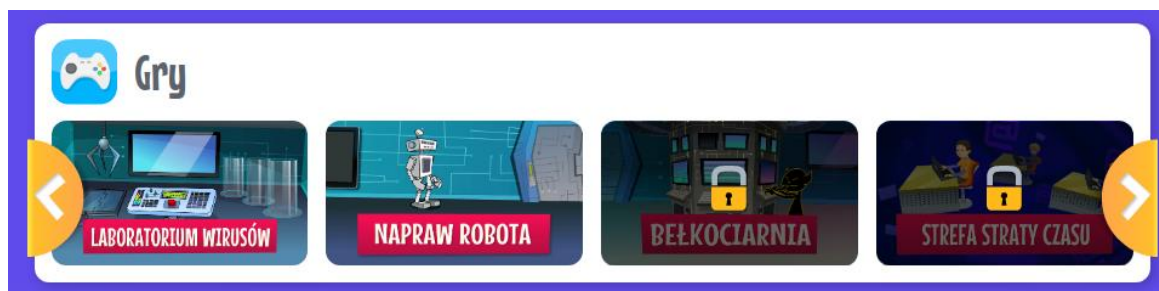 Gry
LABORATORIUM WIRUSÓW
NAPRAW ROBOTA
BEŁKOCIARNIA
STREFA STRATY CZASU